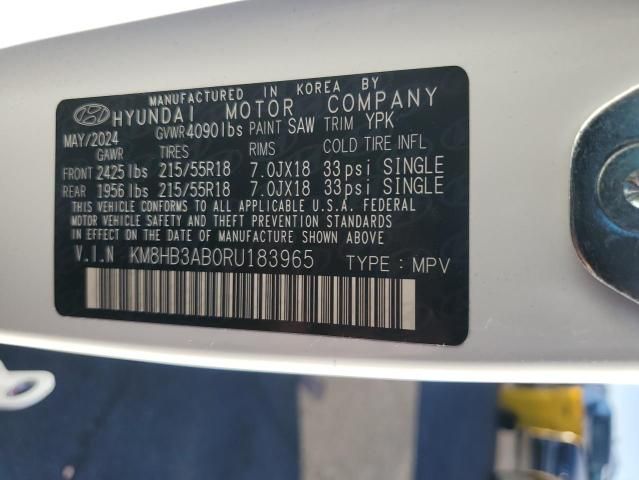 MANUFACTURED IN KOREA BY
HYUNDAI MOTOR COMPANY
MAY/2024 GVWR 4090lbs PAINT SAW TRIM YPK
GAWR TIRES RIMS COLD TIRE INFL
FRONT 2425 lbs 215/55R18 7.0JX18 33psi SINGLE
REAR 1956 lbs 215/55R18 7.0JX18 33psi SINGLE
THIS VEHICLE CONFORMS TO ALL APPLICABLE U.S.A. FEDERAL
MOTOR VEHICLE SAFETY AND THEFT PREVENTION STANDARDS
IN EFFECT ON THE DATE OF MANUFACTURE SHOWN ABOVE
V.I.N KM8HB3AB0RU183965 TYPE : MPV